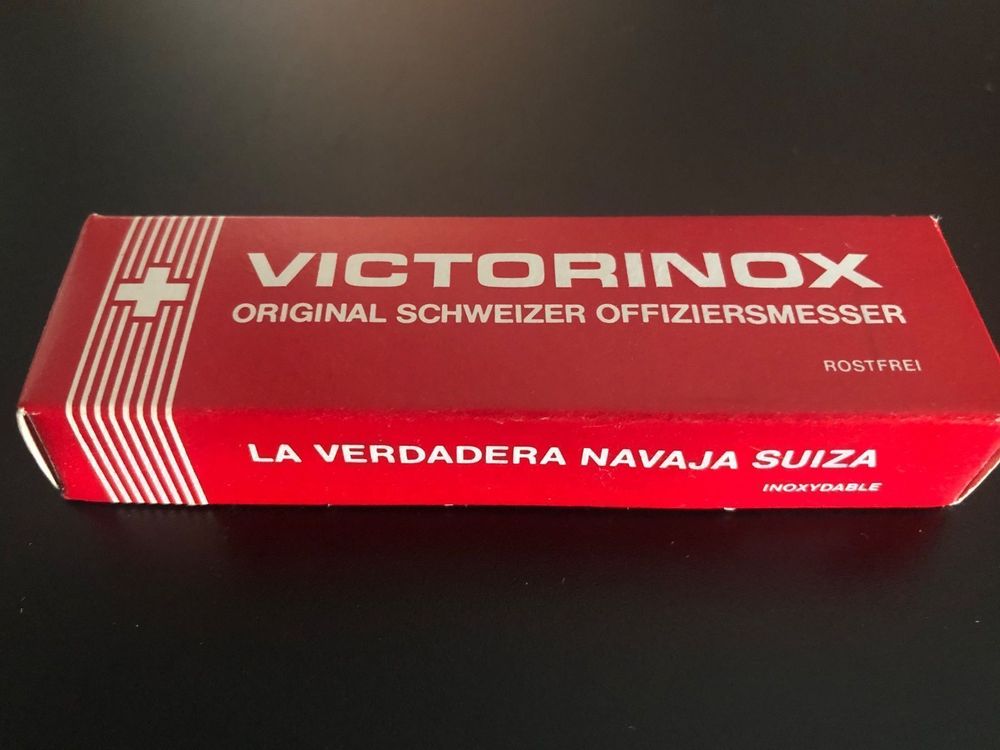 VICTORINOX
ORIGINAL SCHWEIZER OFFIZIERSMESSER
ROSTFREI
LA VERDADERA NAVAJA SUIZA
INOXYDABLE